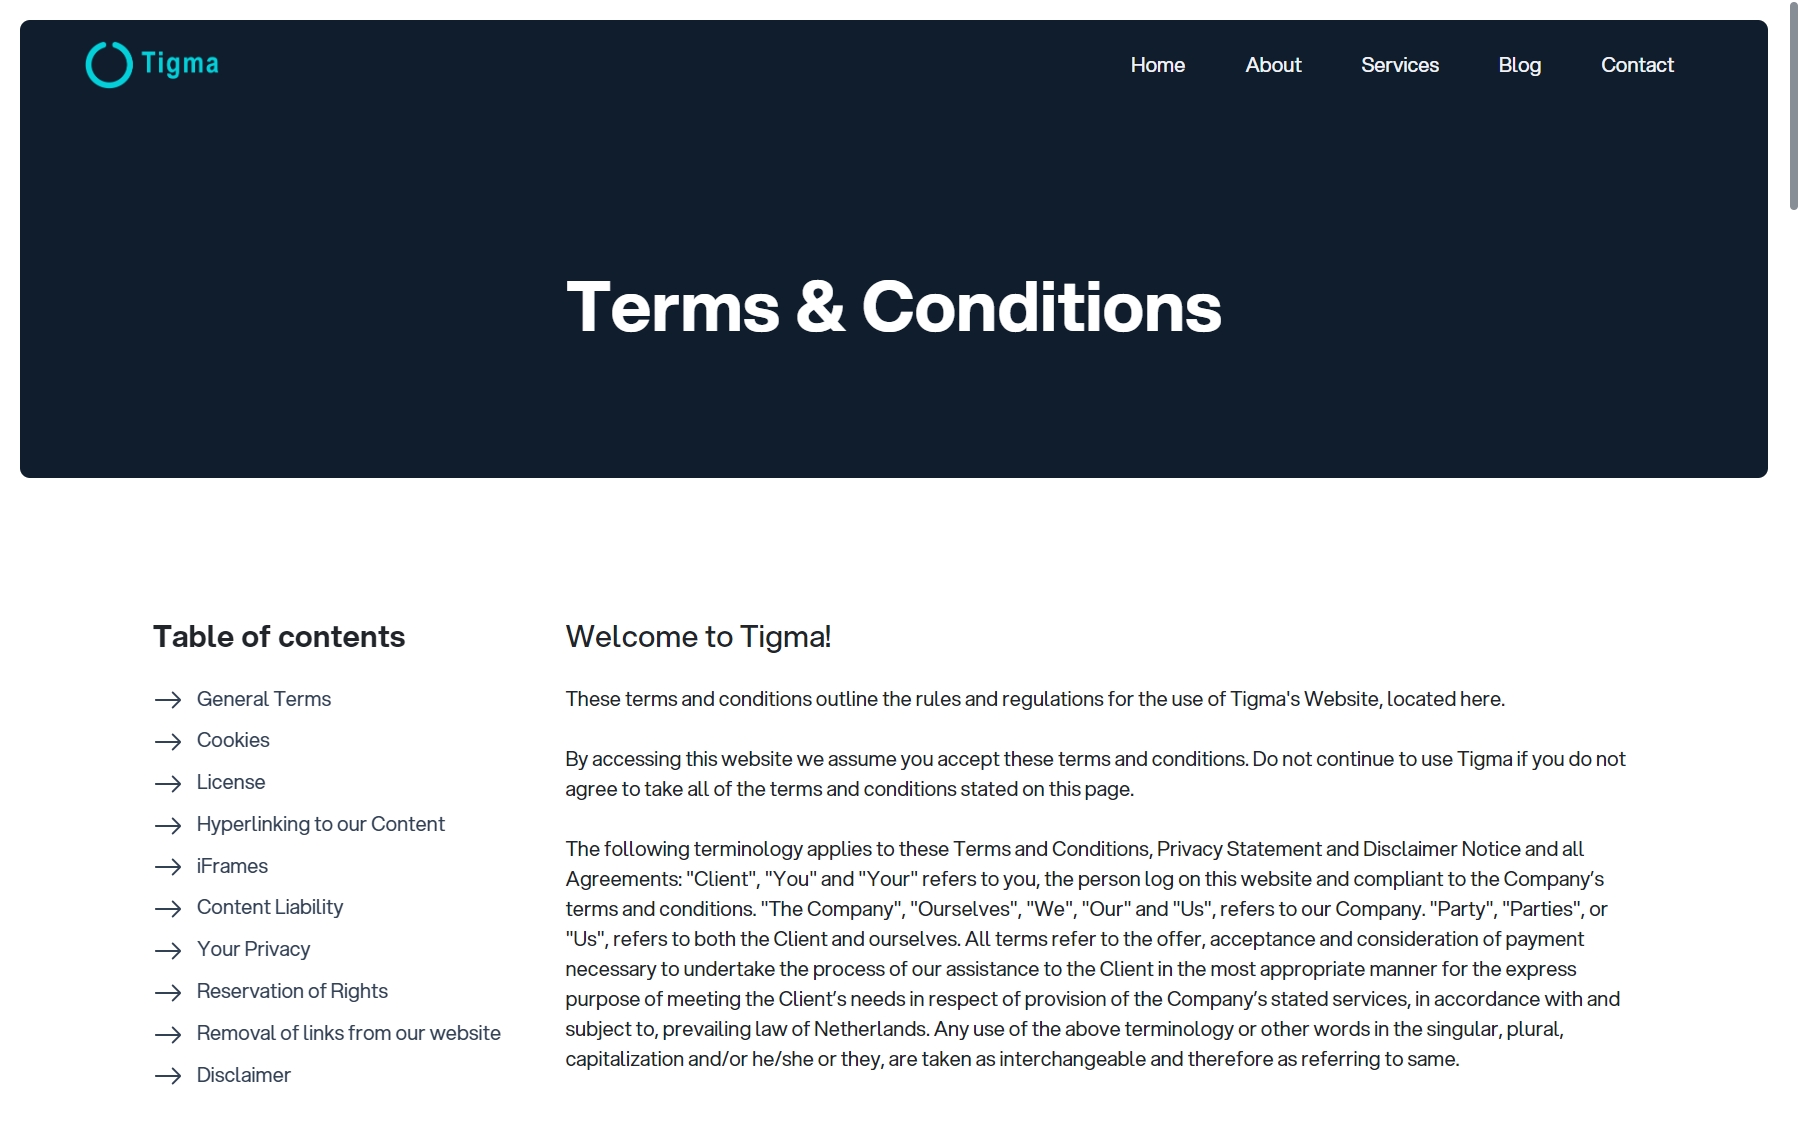 Tigma
Home About Services Blog Contact
Terms & Conditions
Table of contents
General Terms
Cookies
License
Hyperlinking to our Content
iFrames
Content Liability
Your Privacy
Reservation of Rights
Removal of links from our website
Disclaimer
Welcome to Tigma!
These terms and conditions outline the rules and regulations for the use of Tigma's Website, located here.
By accessing this website we assume you accept these terms and conditions. Do not continue to use Tigma if you do not
agree to take all of the terms and conditions stated on this page.
The following terminology applies to these Terms and Conditions, Privacy Statement and Disclaimer Notice and all
Agreements: "Client", "You" and "Your" refers to you, the person log on this website and compliant to the Company’s
terms and conditions. "The Company", "Ourselves", "We", "Our" and "Us", refers to our Company. "Party", "Parties", or
"Us", refers to both the Client and ourselves. All terms refer to the offer, acceptance and consideration of payment
necessary to undertake the process of our assistance to the Client in the most appropriate manner for the express
purpose of meeting the Client’s needs in respect of provision of the Company’s stated services, in accordance with and
subject to, prevailing law of Netherlands. Any use of the above terminology or other words in the singular, plural,
capitalization and/or he/she or they, are taken as interchangeable and therefore as referring to same.